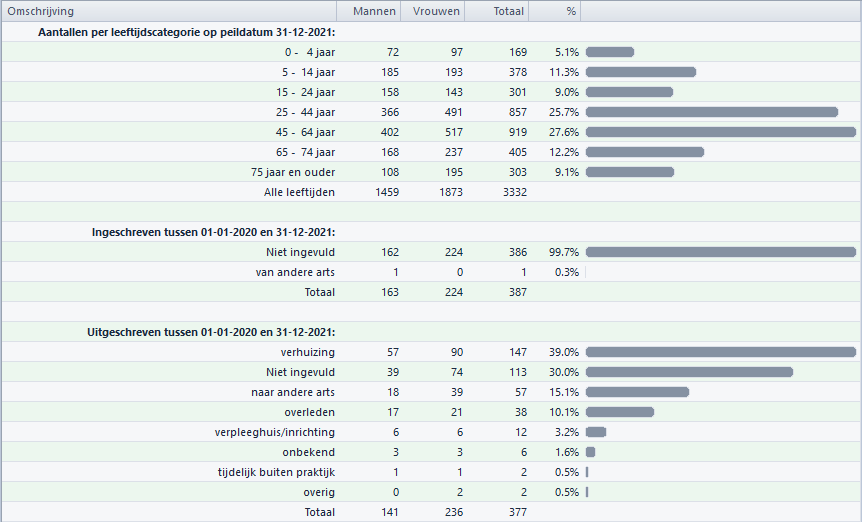 Omschrijving Mannen Vrouwen Totaal %
Aantallen per leeftijdscategorie op peildatum 31-12-2021:
0 - 4 jaar 72 97 169 5.1%
5 - 14 jaar 185 193 378 11.3%
15 - 24 jaar 158 143 301 9.0%
25 - 44 jaar 366 491 857 25.7%
45 - 64 jaar 402 517 919 27.6%
65 - 74 jaar 168 237 405 12.2%
75 jaar en ouder 108 195 303 9.1%
Alle leeftijden 1459 1873 3332
Ingeschreven tussen 01-01-2020 en 31-12-2021:
Niet ingevuld 162 224 386 99.7%
van andere arts 1 0 1 0.3%
Totaal 163 224 387
Uitgeschreven tussen 01-01-2020 en 31-12-2021:
verhuizing 57 90 147 39.0%
Niet ingevuld 39 74 113 30.0%
naar andere arts 18 39 57 15.1%
overleden 17 21 38 10.1%
verpleeghuis/inrichting 6 6 12 3.2%
onbekend 3 3 6 1.6%
tijdelijk buiten praktijk 1 1 2 0.5%
overig 0 2 2 0.5%
Totaal 141 236 377